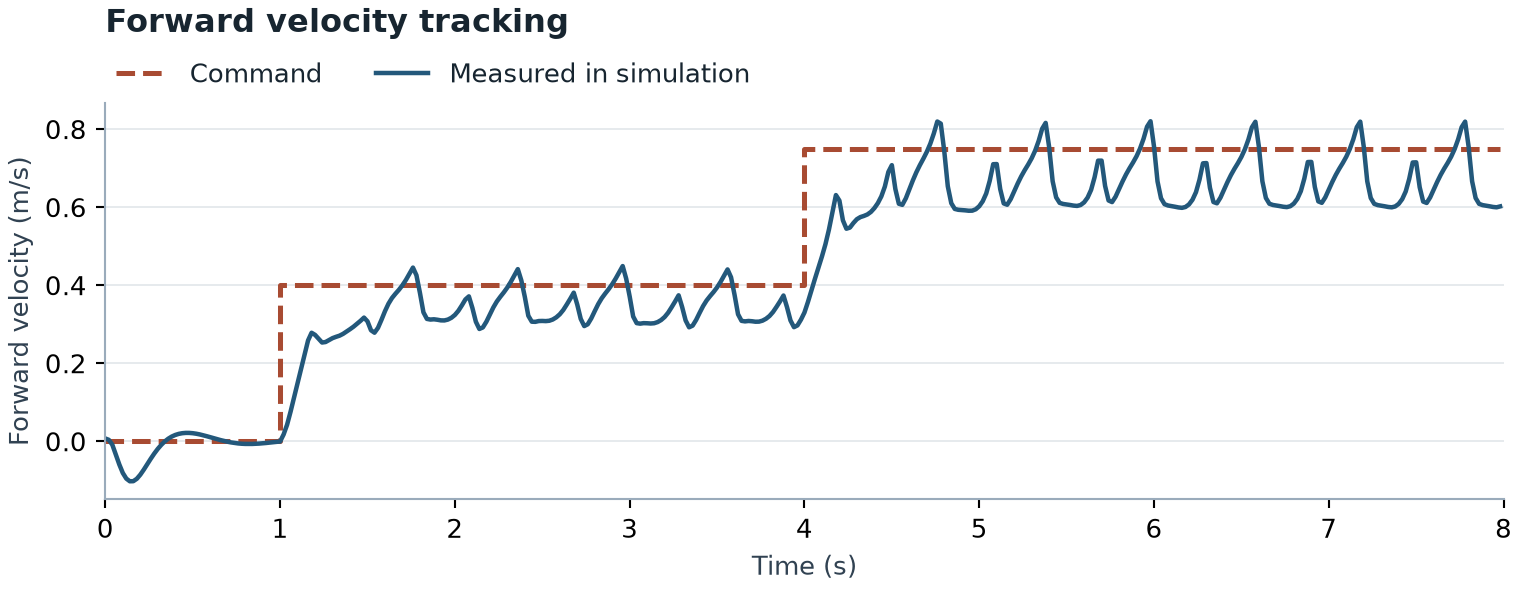 Forward velocity tracking
Command
Measured in simulation
Forward velocity (m/s)
0.8
0.6
0.4
0.2
0.0
0 1 2 3 4 5 6 7 8
Time (s)